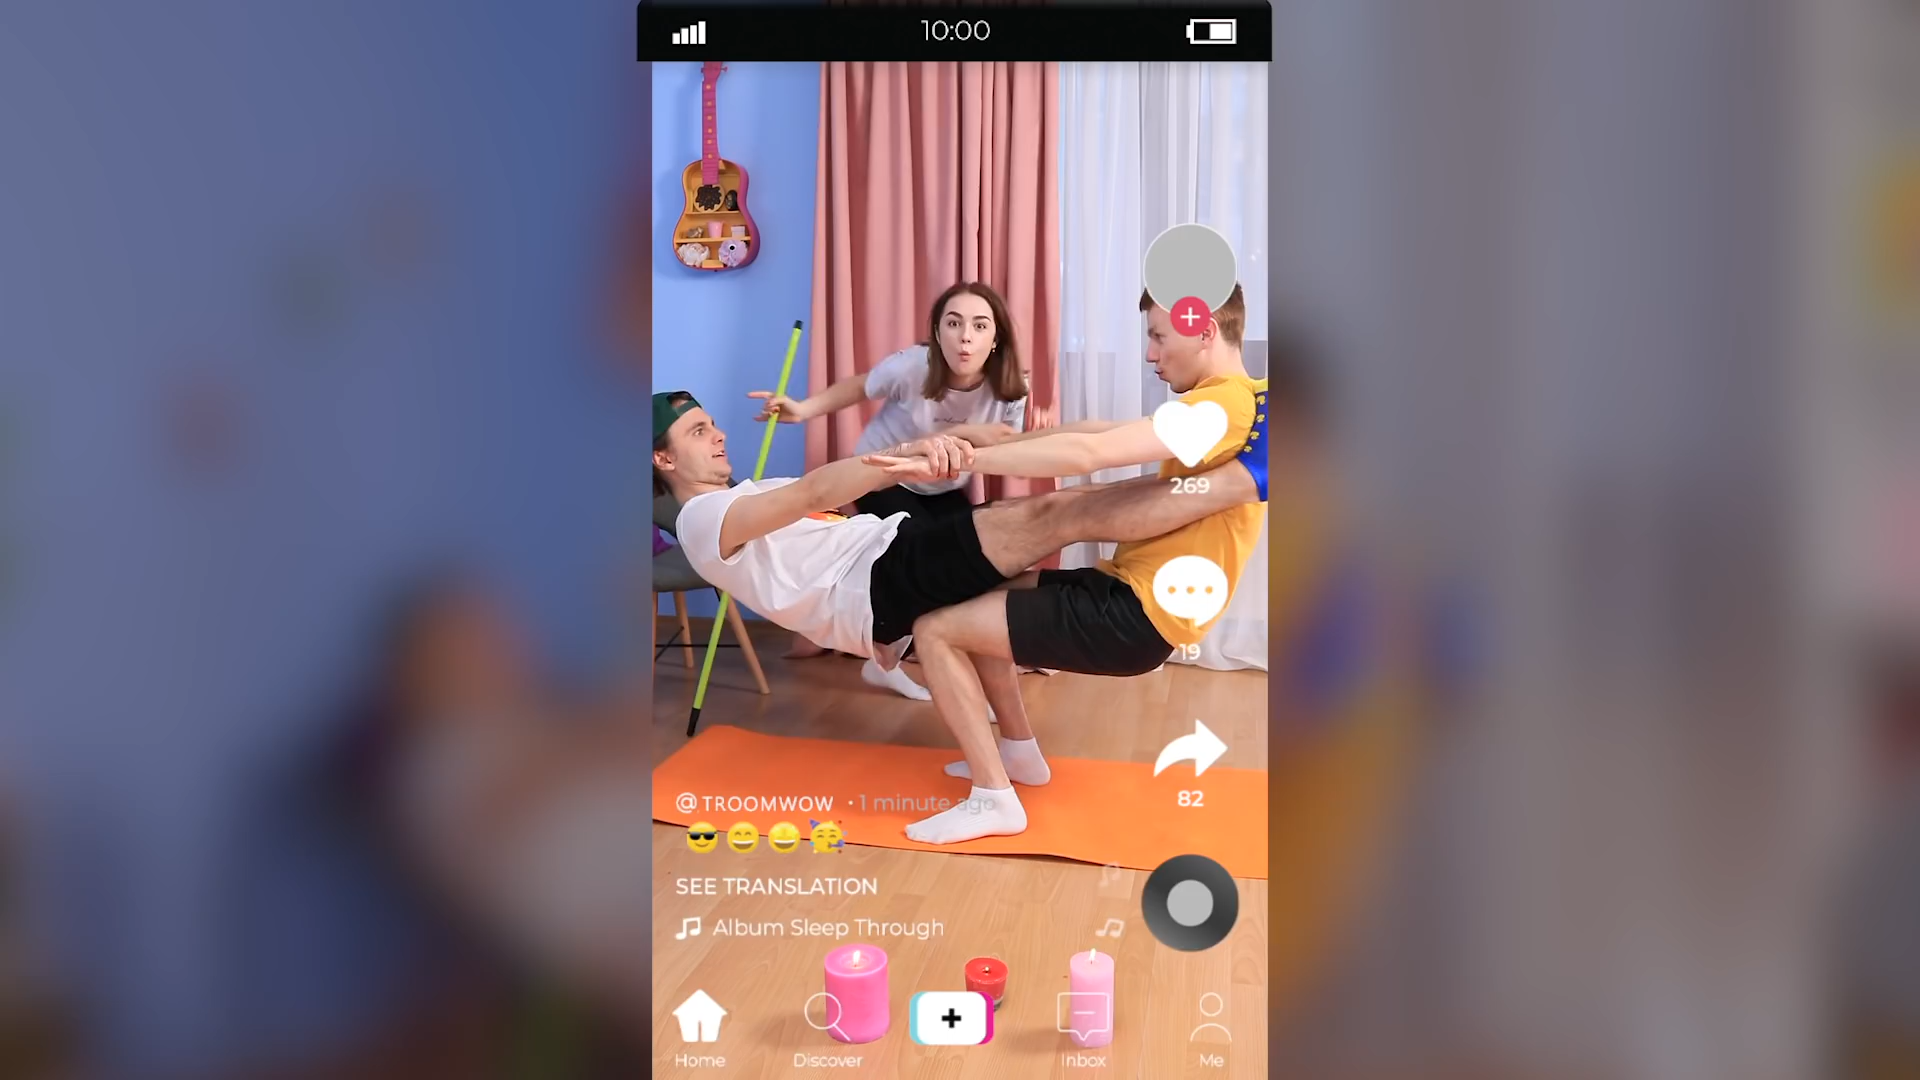 10:00
269
19
82
@TROOMWOW • 1 minute ago
SEE TRANSLATION
Album Sleep Through
Home
Discover
Inbox
Me